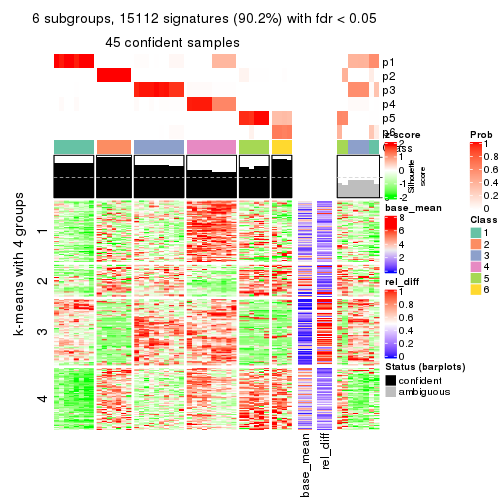 6 subgroups, 15112 signatures (90.2%) with fdr < 0.05
45 confident samples
p1
p2
p3
p4
p5
p6
Class
Silhouette
score
k-means with 4 groups
1
2
3
4
base_mean
rel_diff
z-score
2
1
0
-1
-2
base_mean
8
6
4
2
0
rel_diff
1
0.8
0.6
0.4
0.2
0
Status (barplots)
confident
ambiguous
Prob
1
0.8
0.6
0.4
0.2
0
Class
1
2
3
4
5
6